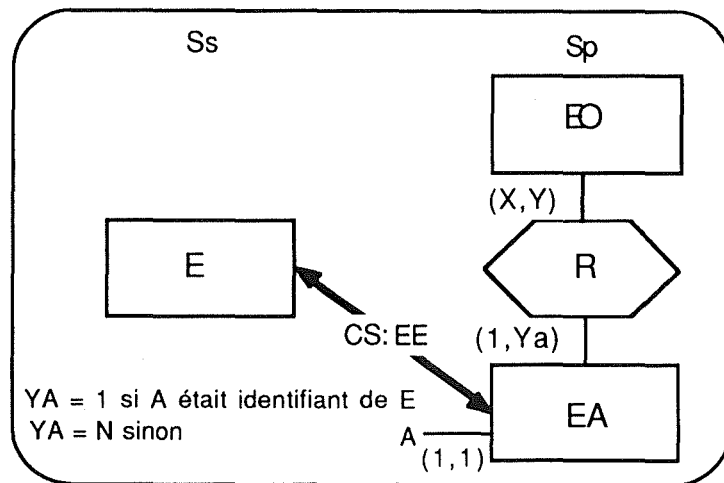 Ss Sp
EO
(X,Y)
E R
CS:EE (1,Ya)
YA = 1 si A était identifiant de E
YA = N sinon
A EA
(1,1)